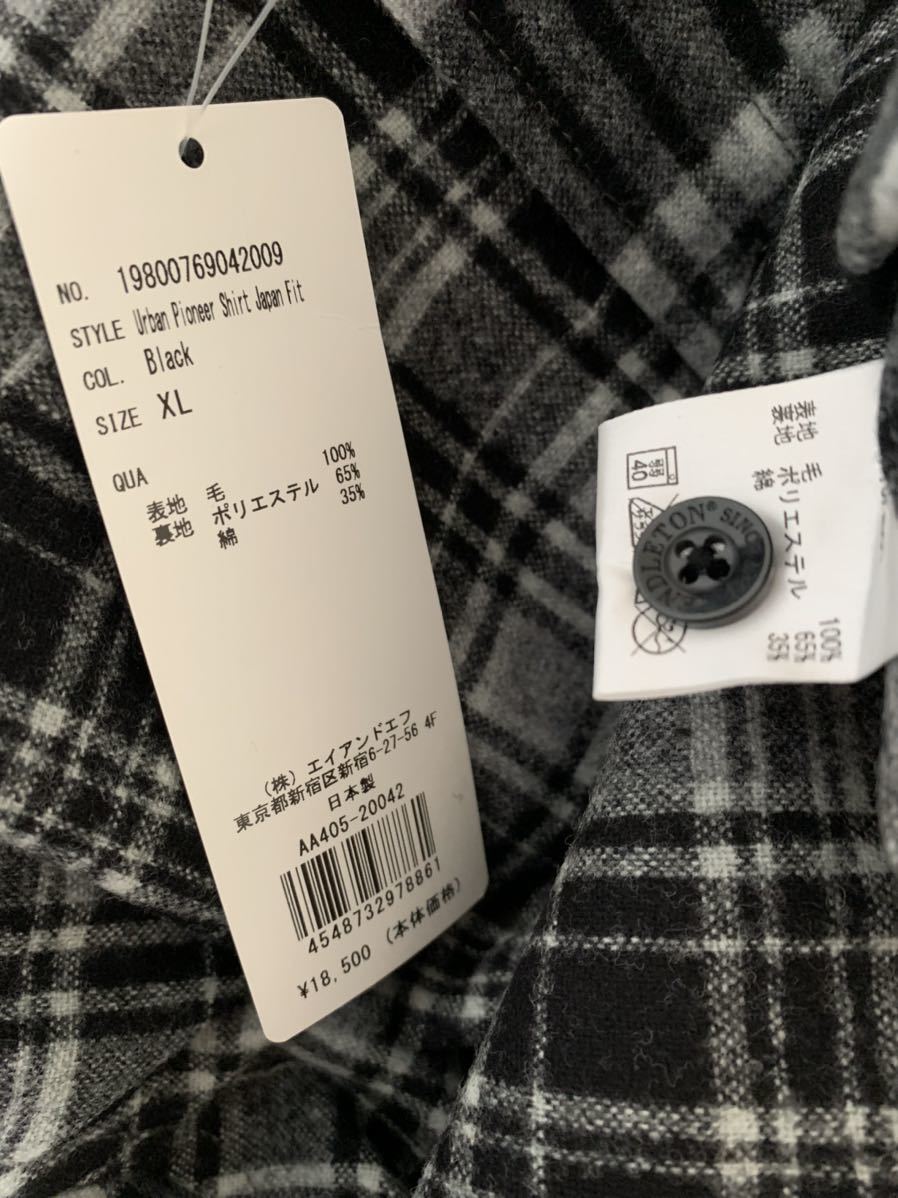 NO. 19800769042009
STYLE Urban Pioneer Shirt Japan Fit
COL. Black
SIZE XL
QUA
表地 毛 100%
裏地 ポリエステル 65%
綿 35%
(株) エイアンドエフ
東京都新宿区新宿6-27-56 4F
日本製
AA405-20042
4548732978861
¥18,500 (本体価格)
表地 毛 100%
裏地 ポリエステル 65%
綿 35%
40
NDLETON® SINC